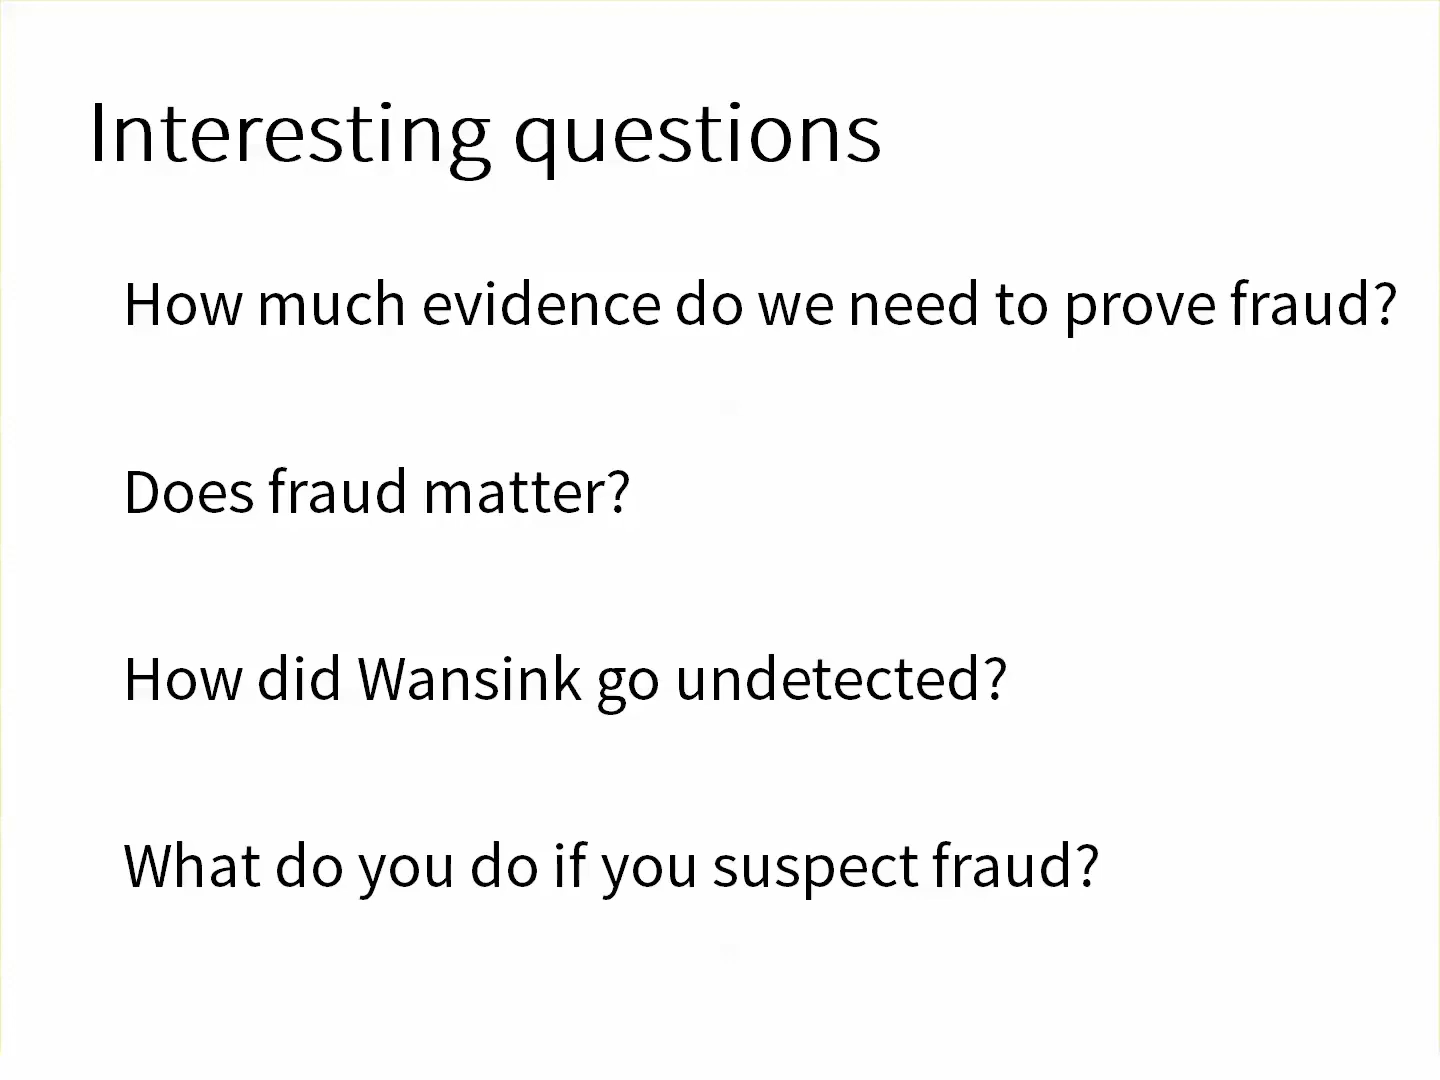 Interesting questions
How much evidence do we need to prove fraud?
Does fraud matter?
How did Wansink go undetected?
What do you do if you suspect fraud?